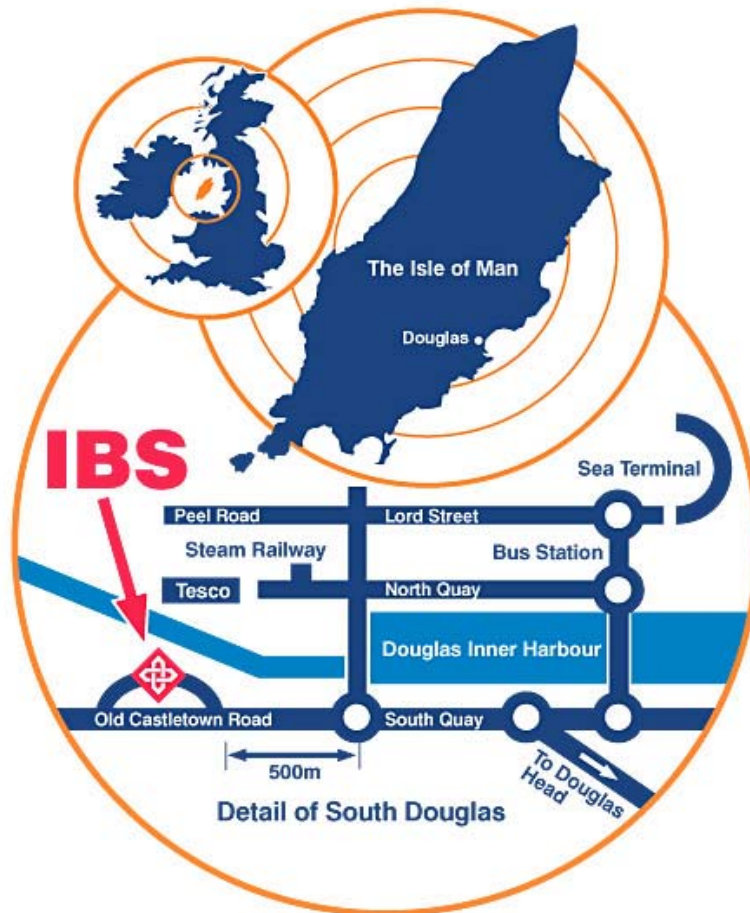 The Isle of Man
Douglas
IBS
Sea Terminal
Peel Road
Lord Street
Steam Railway
Bus Station
Tesco
North Quay
Douglas Inner Harbour
Old Castletown Road
South Quay
500m
To Douglas
Head
Detail of South Douglas